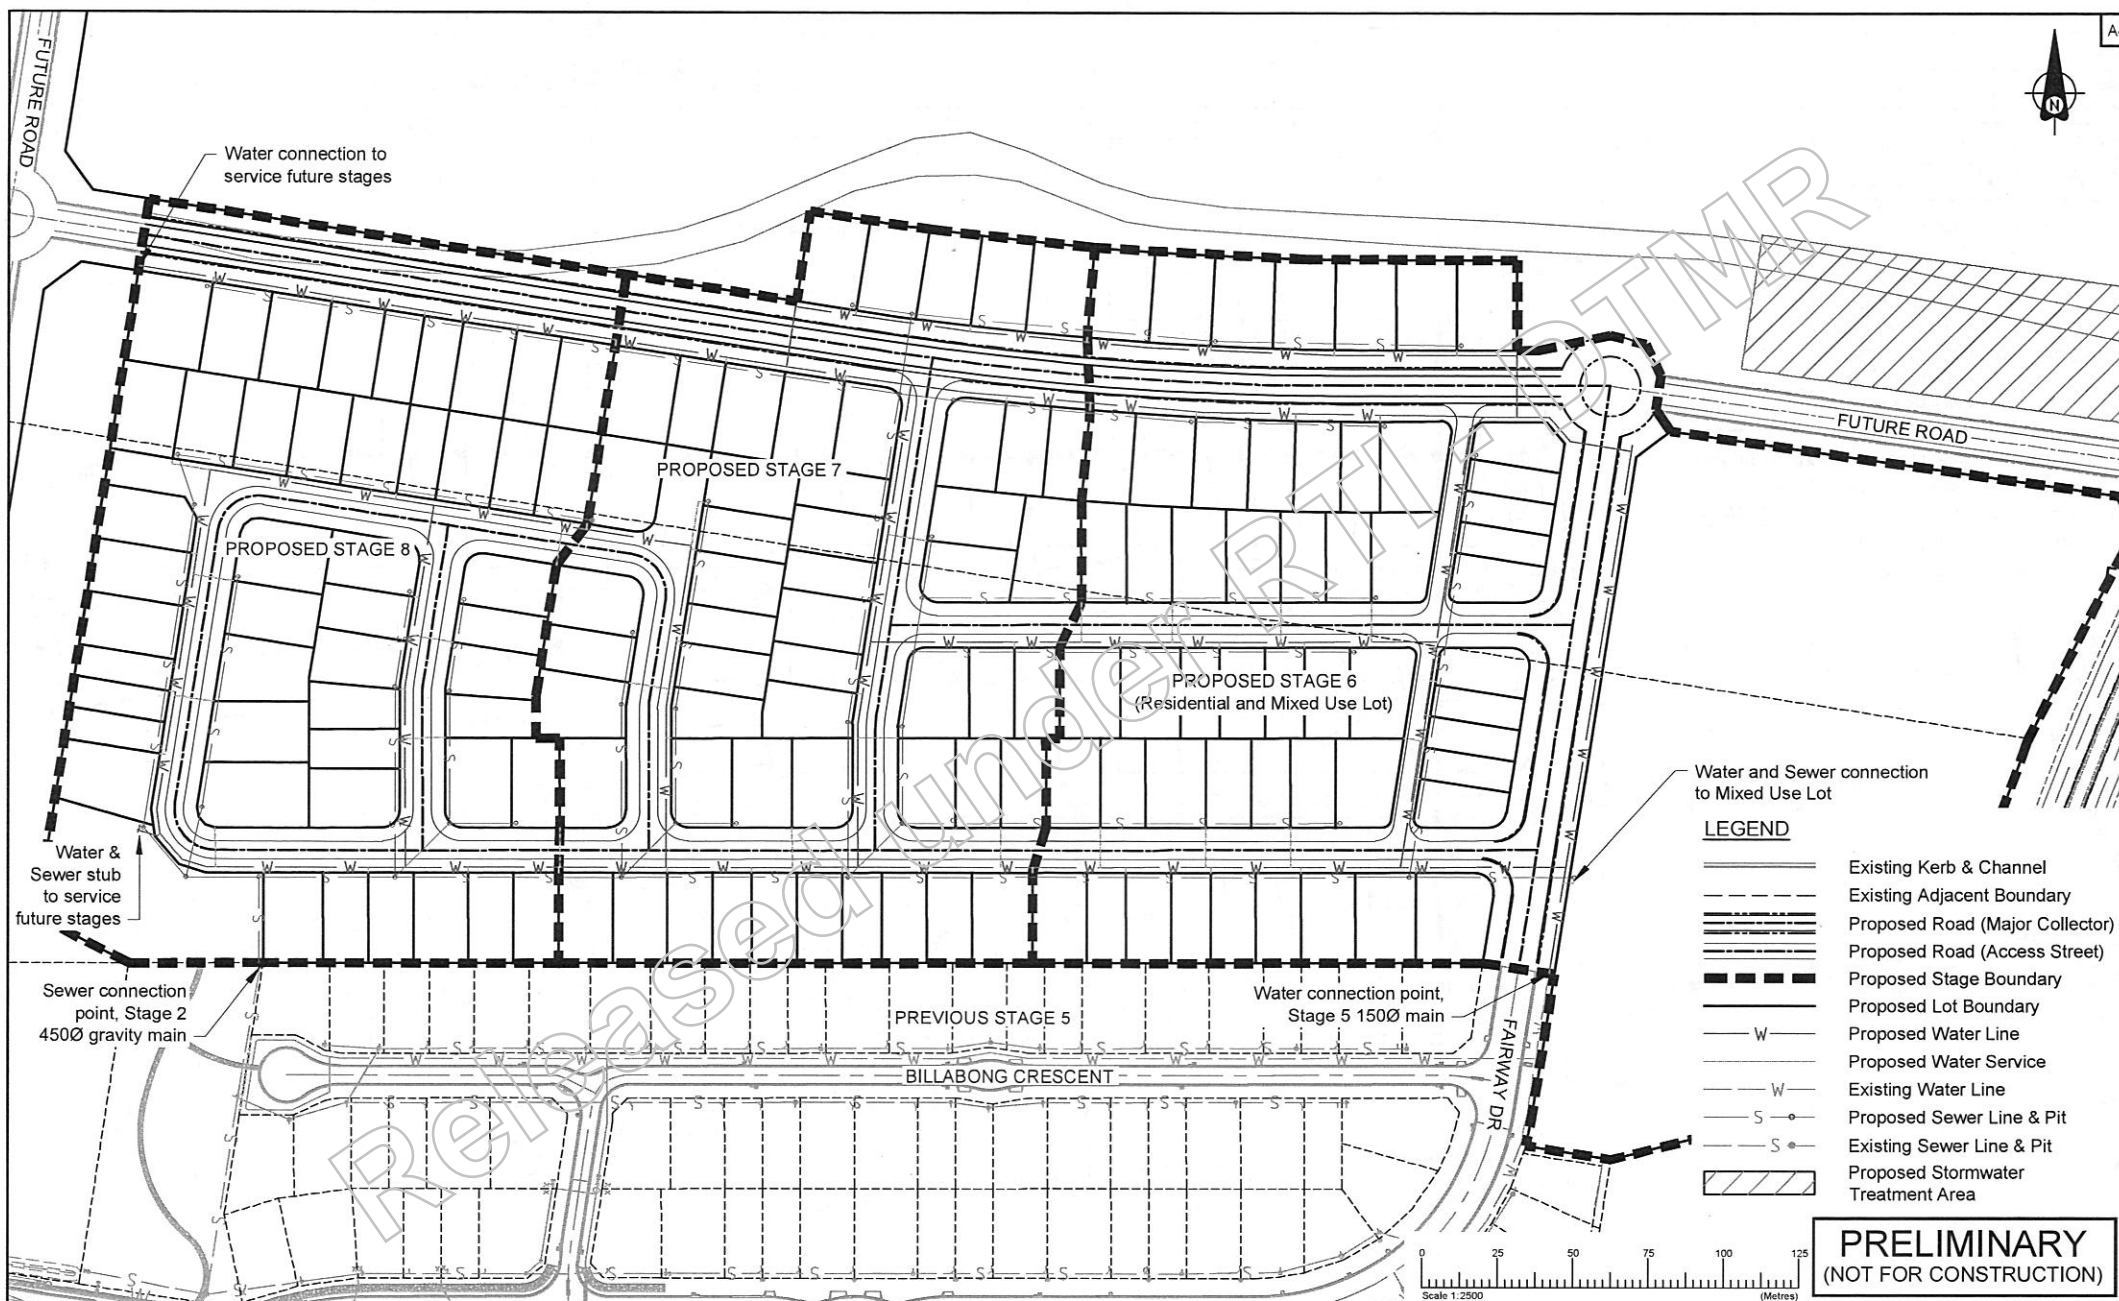 A
FUTURE ROAD
N
Water connection to
service future stages
FUTURE ROAD
PROPOSED STAGE 7
PROPOSED STAGE 8
PROPOSED STAGE 6
(Residential and Mixed Use Lot)
Water and Sewer connection
to Mixed Use Lot
Water &
Sewer stub
to service
future stages
Sewer connection
point, Stage 2
450Ø gravity main
Water connection point,
Stage 5 150Ø main
PREVIOUS STAGE 5
BILLABONG CRESCENT
FAIRWAY DR
Released under RTI - DTMR
LEGEND
Existing Kerb & Channel
Existing Adjacent Boundary
Proposed Road (Major Collector)
Proposed Road (Access Street)
Proposed Stage Boundary
Proposed Lot Boundary
W Proposed Water Line
Proposed Water Service
W Existing Water Line
S Proposed Sewer Line & Pit
S Existing Sewer Line & Pit
Proposed Stormwater
Treatment Area
0 25 50 75 100 125
Scale 1:2500 (Metres)
PRELIMINARY
(NOT FOR CONSTRUCTION)